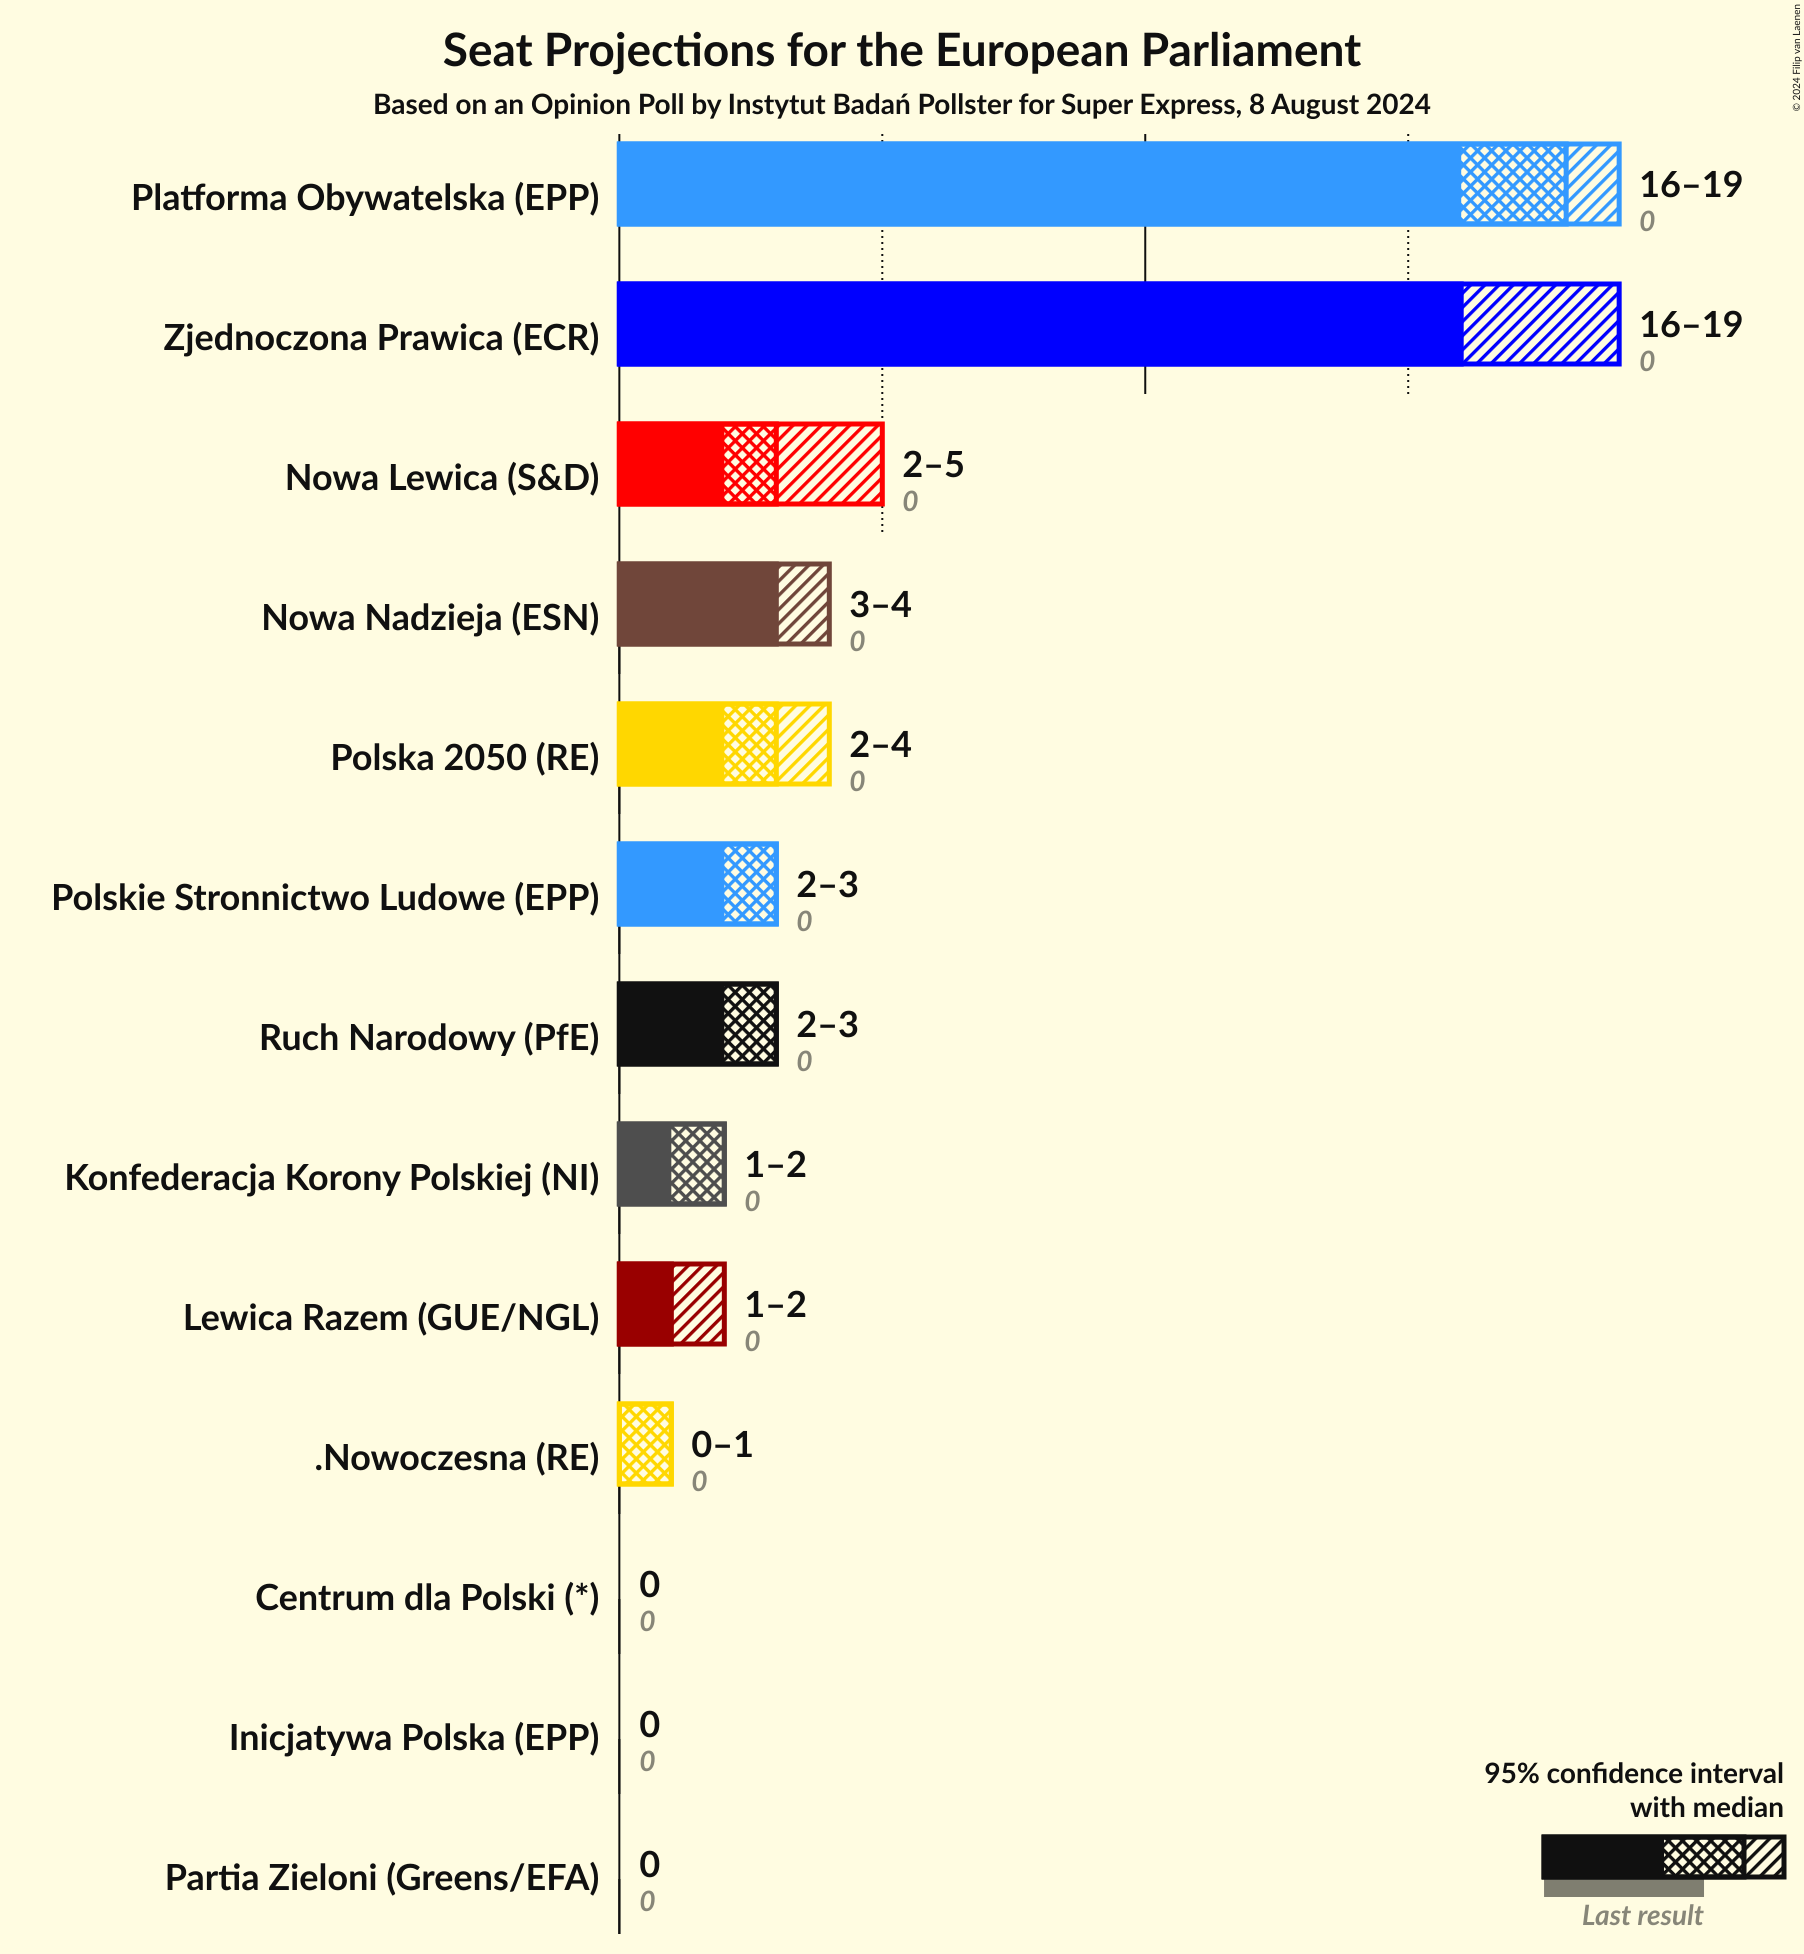 Seat Projections for the European Parliament
Based on an Opinion Poll by Instytut Badań Pollster for Super Express, 8 August 2024
© 2024 Filip van Laenen
Platforma Obywatelska (EPP)
16–19
0
Zjednoczona Prawica (ECR)
16–19
0
Nowa Lewica (S&D)
2–5
0
Nowa Nadzieja (ESN)
3–4
0
Polska 2050 (RE)
2–4
0
Polskie Stronnictwo Ludowe (EPP)
2–3
0
Ruch Narodowy (PfE)
2–3
0
Konfederacja Korony Polskiej (NI)
1–2
0
Lewica Razem (GUE/NGL)
1–2
0
.Nowoczesna (RE)
0–1
0
Centrum dla Polski (*)
0
0
Inicjatywa Polska (EPP)
0
0
Partia Zieloni (Greens/EFA)
0
0
95% confidence interval
with median
Last result